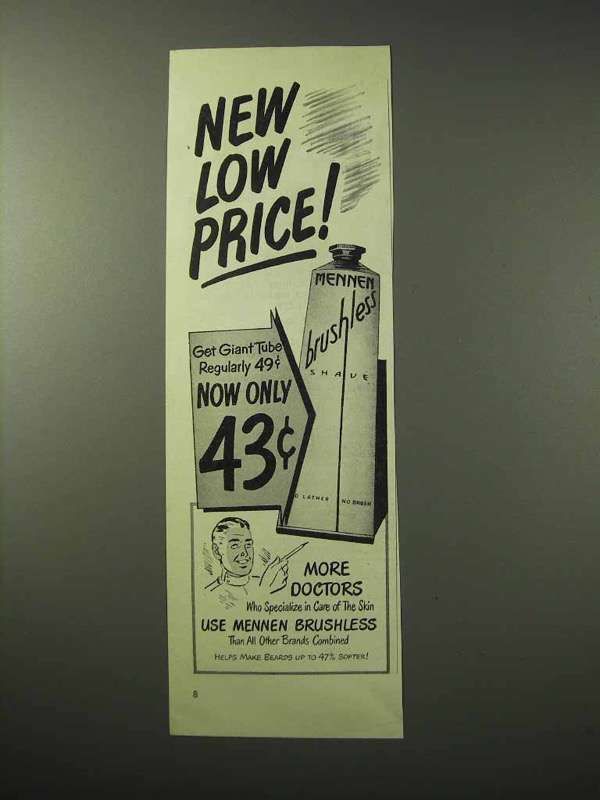 NEW
LOW
PRICE!
MENNEN
brushless
SHAVE
Get Giant Tube
Regularly 49¢
NOW ONLY
43¢
LATHER NO BRUSH
MORE
DOCTORS
Who Specialize in Care of The Skin
USE MENNEN BRUSHLESS
Than All Other Brands Combined
HELPS MAKE BEARDS UP TO 47% SOFTER!
8